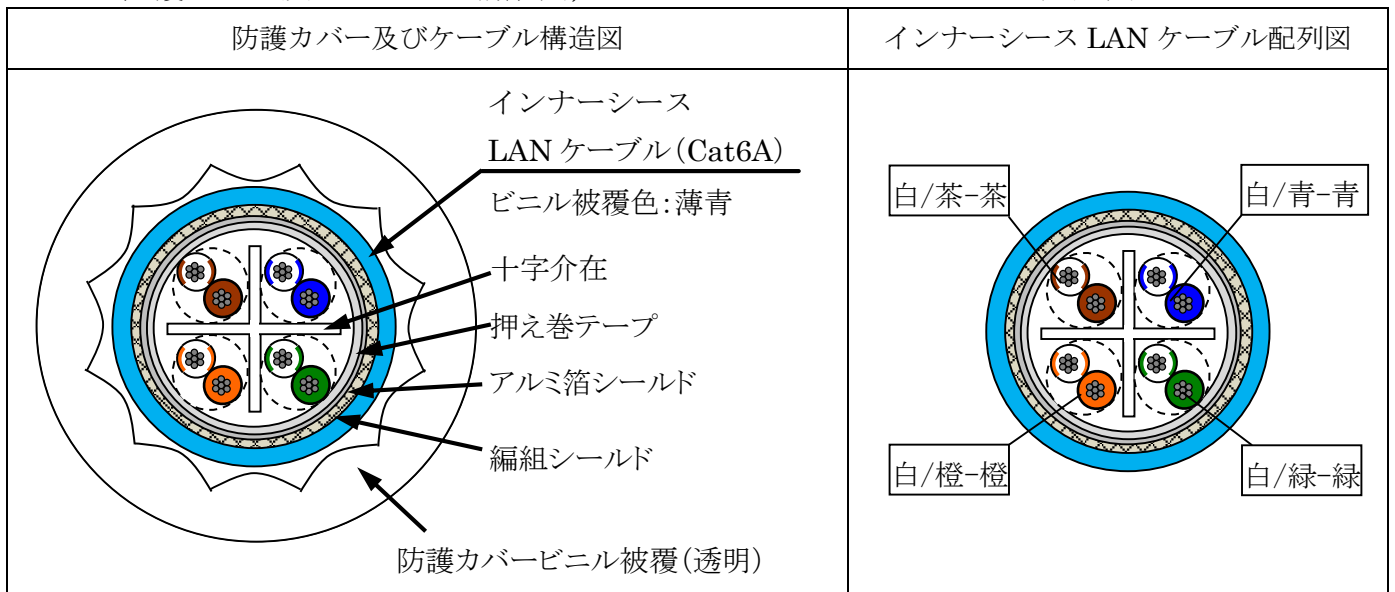 防護カバー及びケーブル構造図
インナーシース LAN ケーブル配列図
インナーシース
LAN ケーブル(Cat6A)
ビニル被覆色:薄青
十字介在
押え巻テープ
アルミ箔シールド
編組シールド
防護カバービニル被覆(透明)
白/茶-茶
白/青-青
白/橙-橙
白/緑-緑